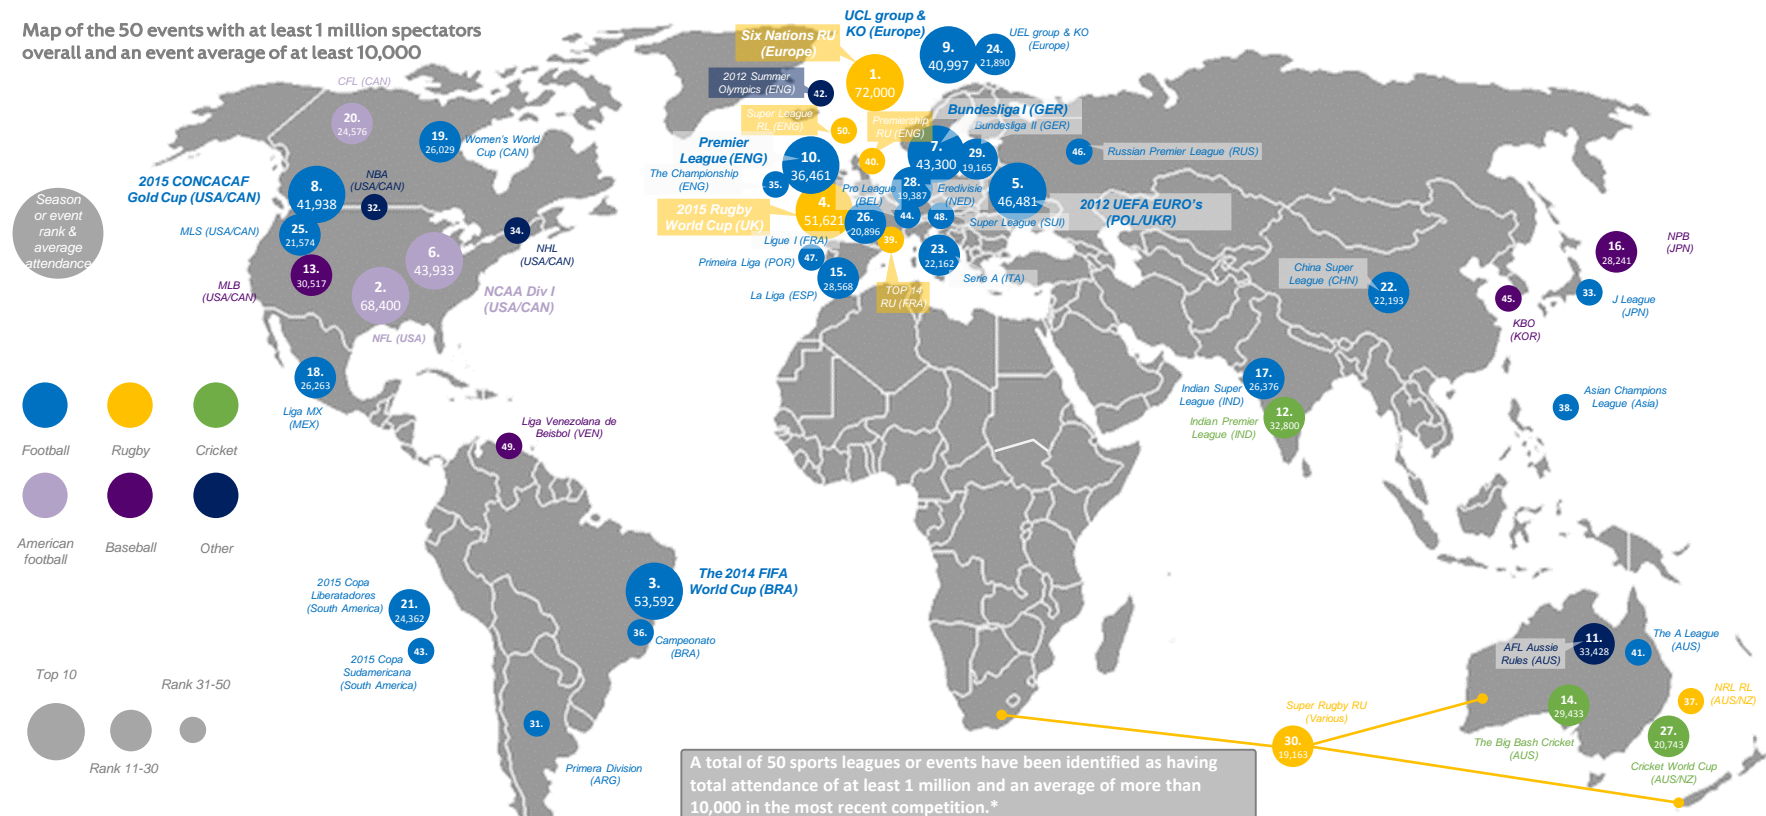 Map of the 50 events with at least 1 million spectators
overall and an event average of at least 10,000
Season
or event
rank &
average
attendance
CFL (CAN)
20.
24,576
19.
26,029
Women's World
Cup (CAN)
2015 CONCACAF
Gold Cup (USA/CAN)
8.
41,938
NBA
(USA/CAN)
32.
MLS (USA/CAN)
25.
21,574
34.
NHL
(USA/CAN)
6.
43,933
NCAA Div I
(USA/CAN)
13.
30,517
MLB
(USA/CAN)
2.
68,400
NFL (USA)
18.
26,263
Liga MX
(MEX)
Liga Venezolana de
Beisbol (VEN)
49.
Football
Rugby
Cricket
American
football
Baseball
Other
2015 Copa
Liberatadores
(South America)
21.
24,362
43.
2015 Copa
Sudamericana
(South America)
3.
53,592
The 2014 FIFA
World Cup (BRA)
36.
Campeonato
(BRA)
31.
Primera Division
(ARG)
Top 10
Rank 31-50
Rank 11-30
UCL group &
KO (Europe)
9.
40,997
24.
21,890
UEL group & KO
(Europe)
Six Nations RU
(Europe)
1.
72,000
2012 Summer
Olympics (ENG)
42.
Super League
RL (ENG)
50.
Premiership
RU (ENG)
40.
Bundesliga I (GER)
Bundesliga II (GER)
7.
43,300
29.
19,165
46.
Russian Premier League (RUS)
Premier
League (ENG)
10.
36,461
The Championship
(ENG)
35.
Pro League
(BEL)
28.
19,387
Eredivisie
(NED)
5.
46,481
2012 UEFA EURO's
(POL/UKR)
2015 Rugby
World Cup (UK)
4.
51,621
26.
20,896
44.
48.
Super League (SUI)
Ligue I (FRA)
39.
TOP 14
RU (FRA)
Primeira Liga (POR)
47.
23.
22,162
Serie A (ITA)
La Liga (ESP)
15.
28,568
China Super
League (CHN)
22.
22,193
16.
28,241
NPB
(JPN)
45.
KBO
(KOR)
33.
J League
(JPN)
Indian Super
League (IND)
17.
26,376
Indian Premier
League (IND)
12.
32,800
38.
Asian Champions
League (Asia)
AFL Aussie
Rules (AUS)
11.
33,428
41.
The A League
(AUS)
37.
NRL RL
(AUS/NZ)
14.
29,433
The Big Bash Cricket
(AUS)
27.
20,743
Cricket World Cup
(AUS/NZ)
Super Rugby RU
(Various)
30.
19,163
A total of 50 sports leagues or events have been identified as having
total attendance of at least 1 million and an average of more than
10,000 in the most recent competition.*